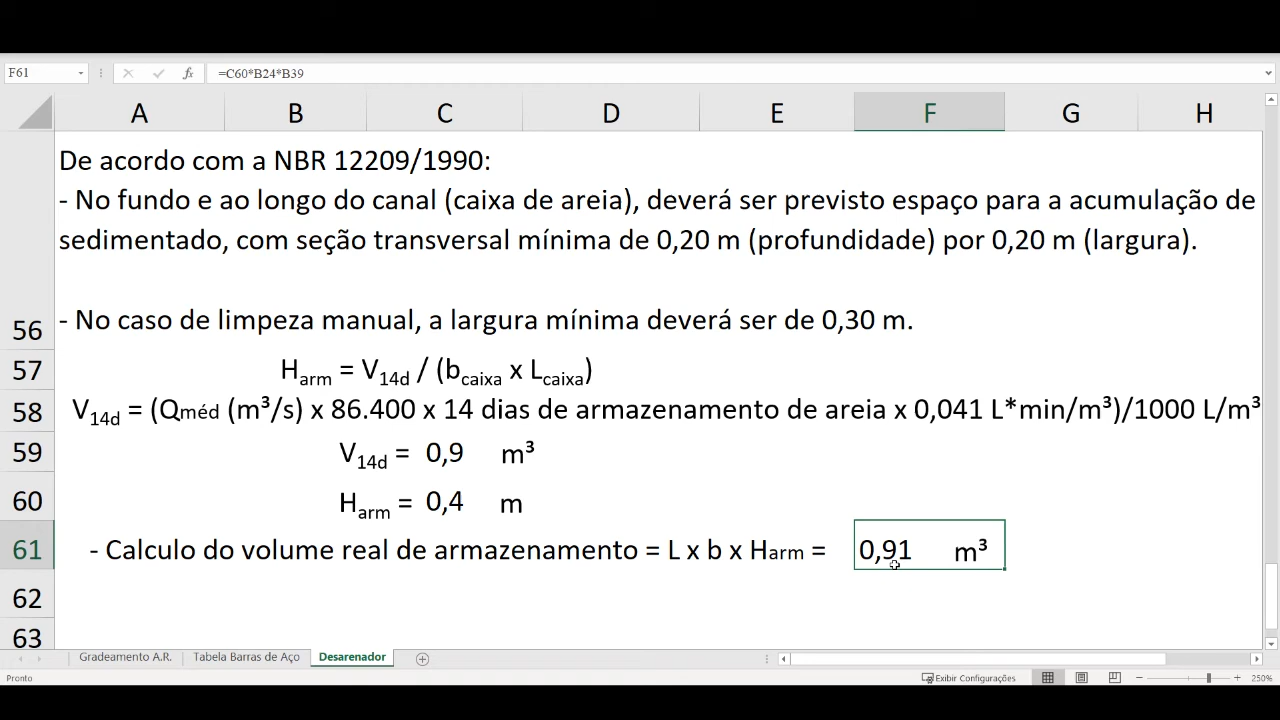 F61 =C60*B24*B39
A B C D E F G H
De acordo com a NBR 12209/1990:
- No fundo e ao longo do canal (caixa de areia), deverá ser previsto espaço para a acumulação de
sedimentado, com seção transversal mínima de 0,20 m (profundidade) por 0,20 m (largura).
56 - No caso de limpeza manual, a largura mínima deverá ser de 0,30 m.
57 Harm = V14d / (bcaixa x Lcaixa)
58 V14d = (Qméd (m³/s) x 86.400 x 14 dias de armazenamento de areia x 0,041 L*min/m³)/1000 L/m³
59 V14d = 0,9 m³
60 Harm = 0,4 m
61 - Calculo do volume real de armazenamento = L x b x Harm = 0,91 m³
62
63
Gradeamento A.R. Tabela Barras de Aço Desarenador
Pronto Exibir Configurações 250%